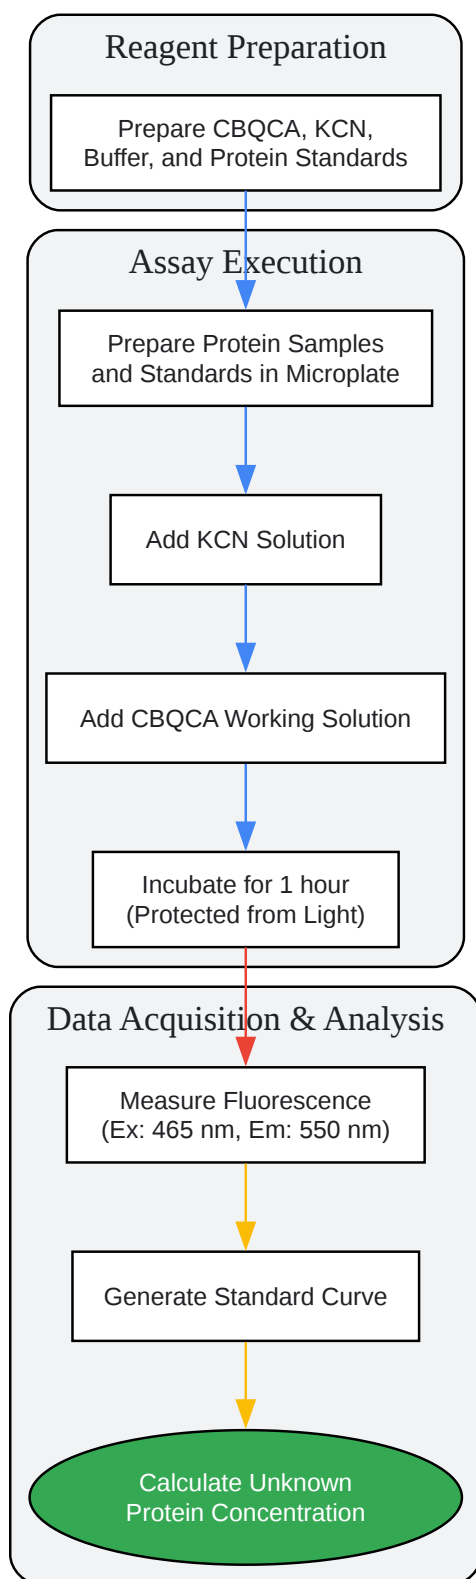 Reagent Preparation
Prepare CBQCA, KCN,
Buffer, and Protein Standards
Assay Execution
Prepare Protein Samples
and Standards in Microplate
Add KCN Solution
Add CBQCA Working Solution
Incubate for 1 hour
(Protected from Light)
Data Acquisition & Analysis
Measure Fluorescence
(Ex: 465 nm, Em: 550 nm)
Generate Standard Curve
Calculate Unknown
Protein Concentration